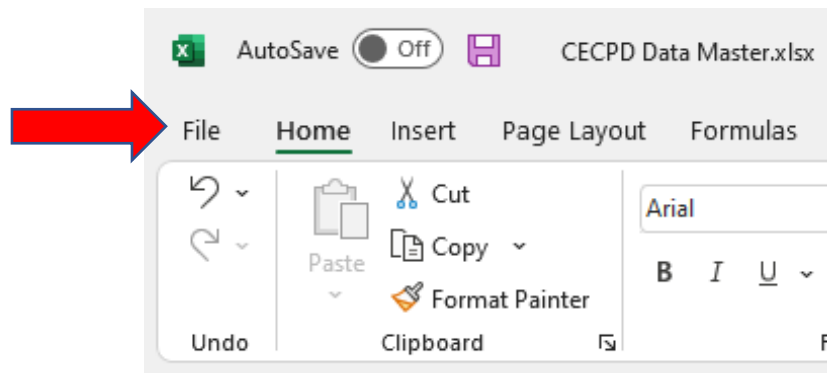 AutoSave Off CECPD Data Master.xlsx
File Home Insert Page Layout Formulas
Cut
Arial
Paste
Copy
B I U
Format Painter
Undo Clipboard